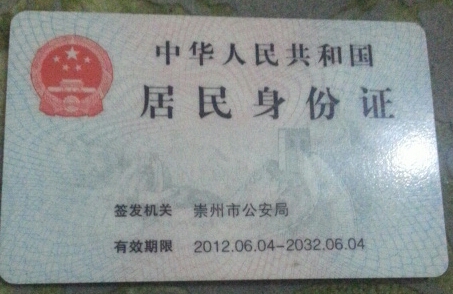 中华人民共和国
居民身份证
签发机关 崇州市公安局
有效期限 2012.06.04-2032.06.04